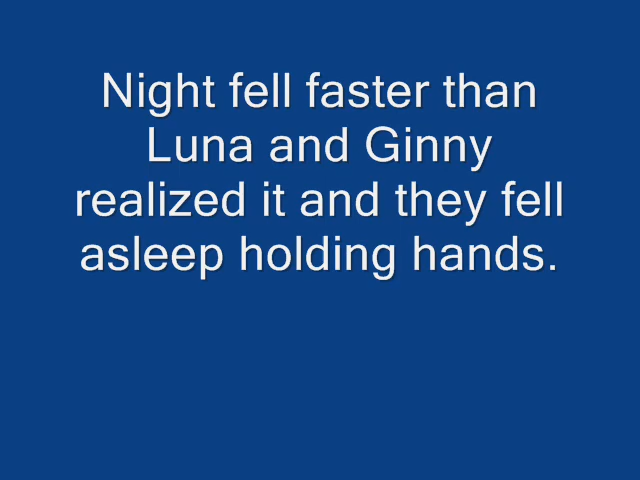 Night fell faster than
Luna and Ginny
realized it and they fell
asleep holding hands.